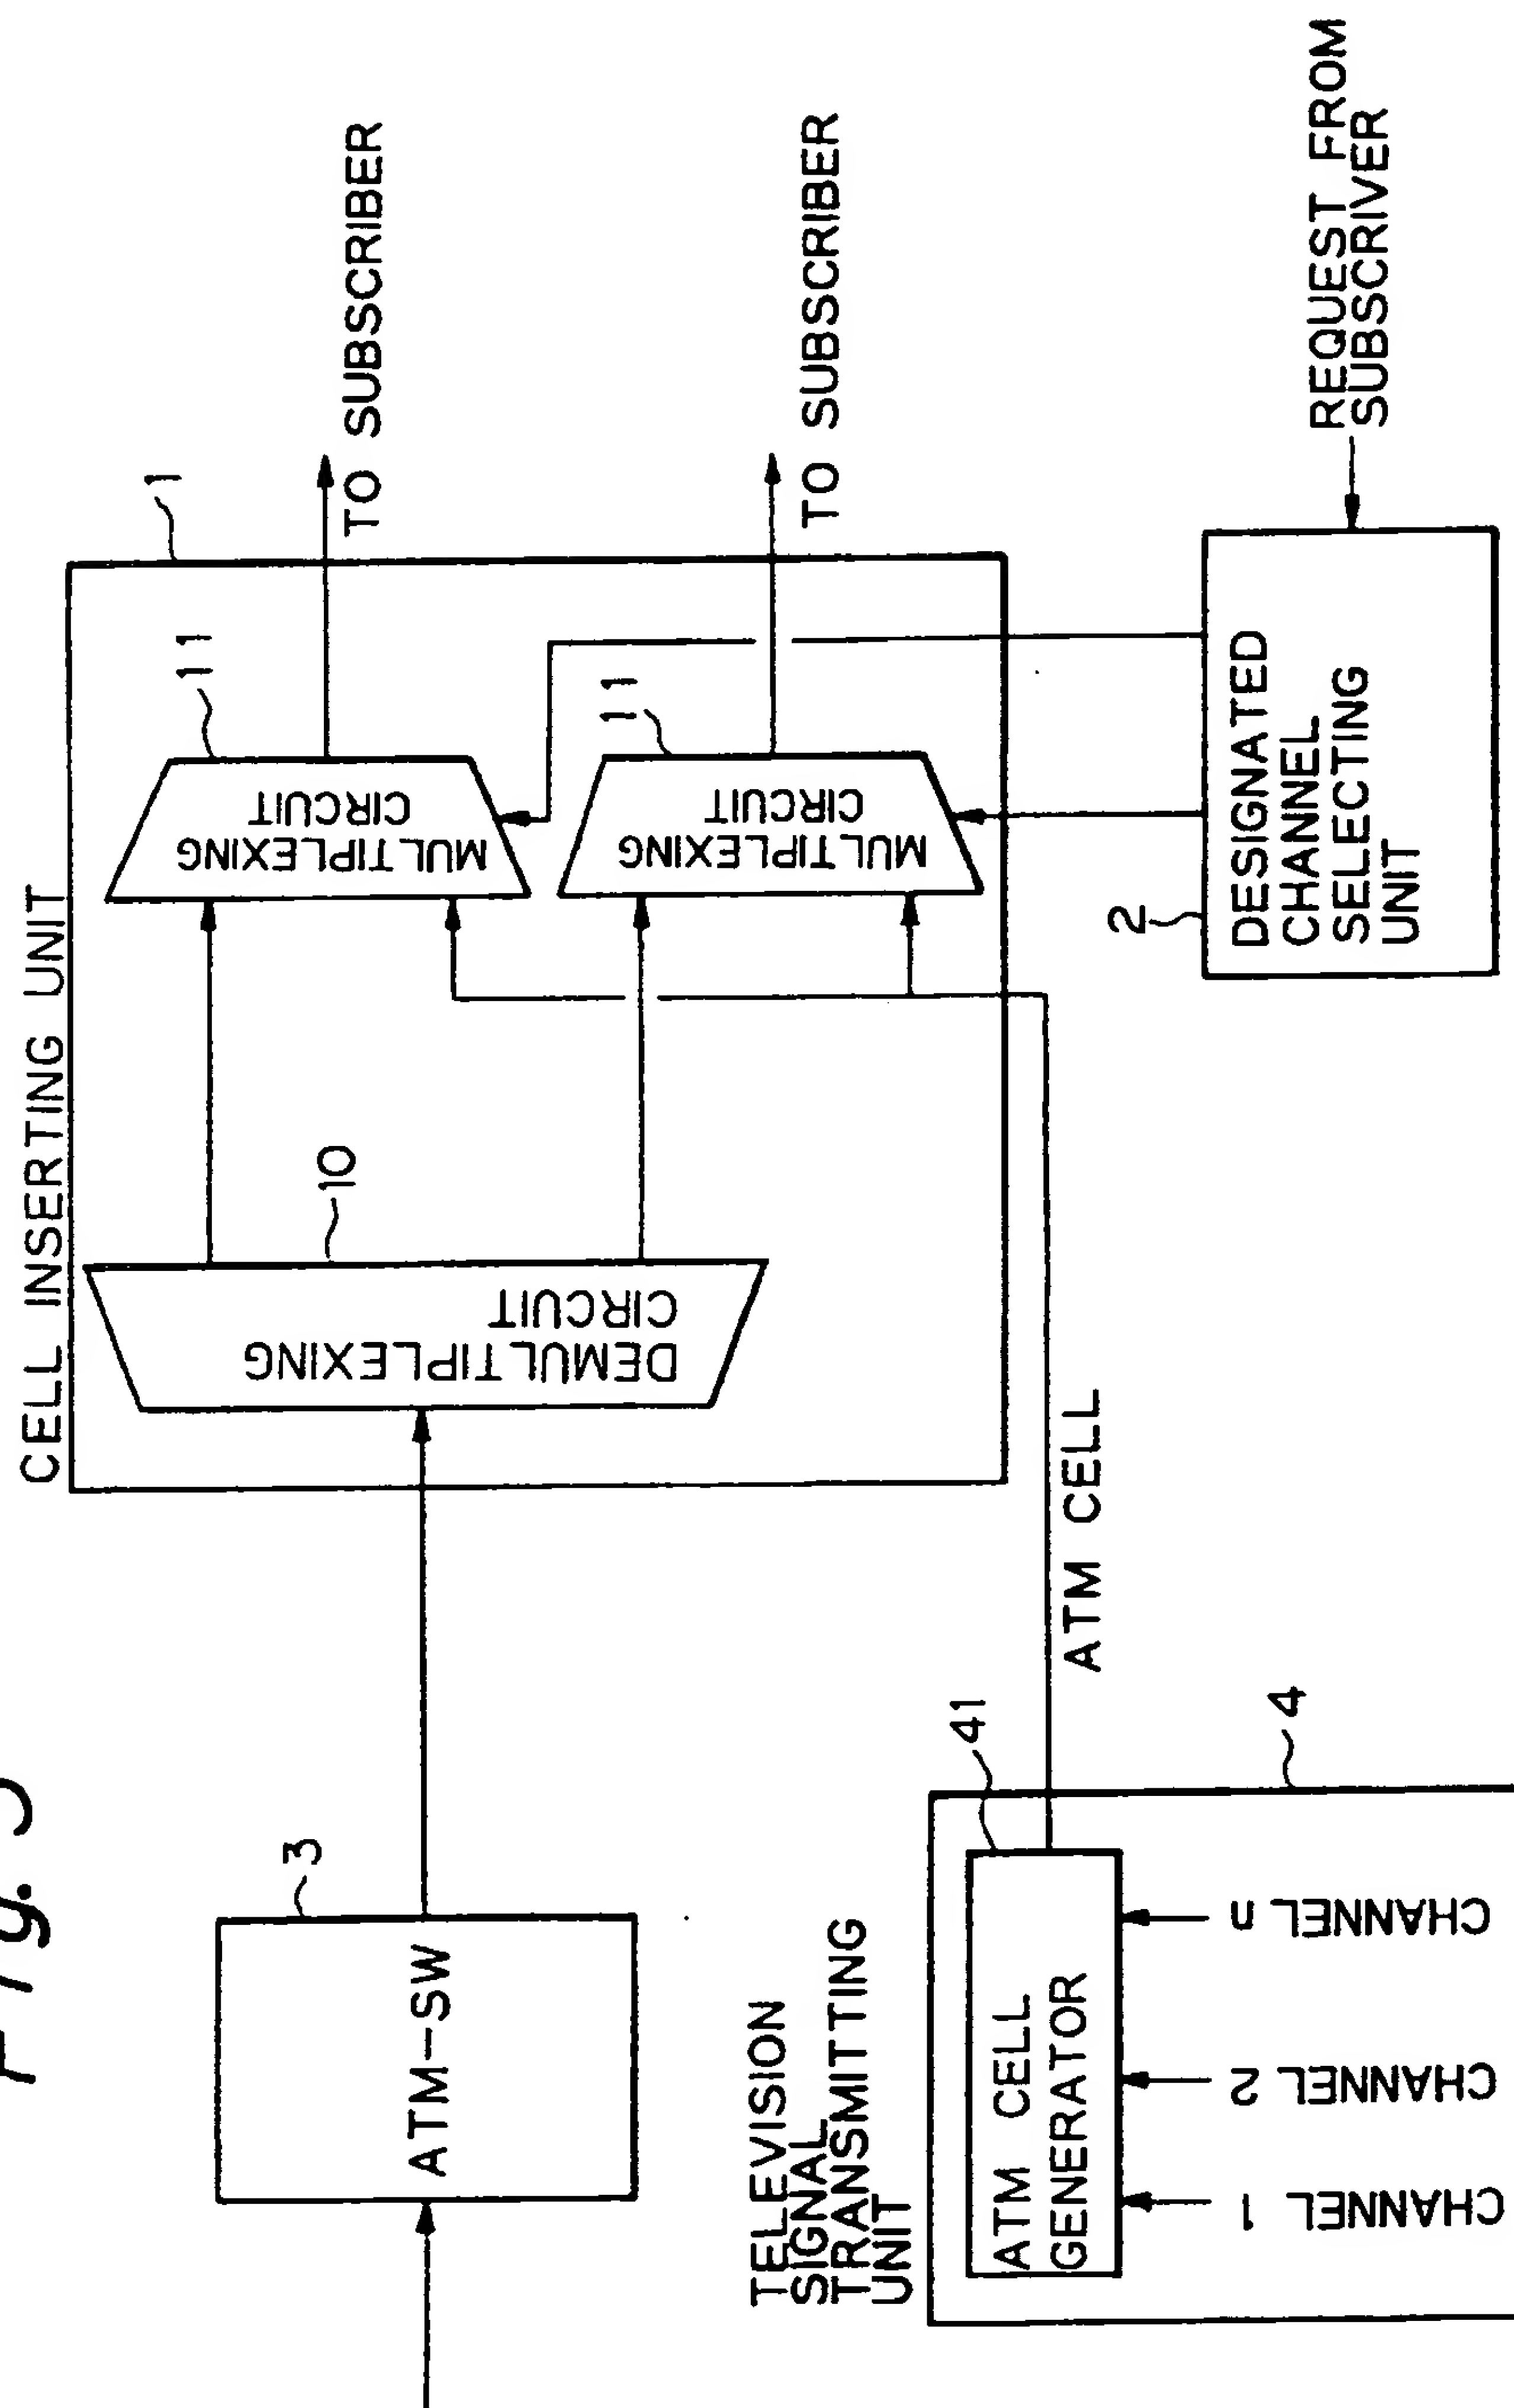 Fig. 3
CELL INSERTING UNIT
1
11
MULTIPLEXING
CIRCUIT
TO SUBSCRIBER
10
DEMULTIPLEXING
CIRCUIT
3
ATM-SW
11
MULTIPLEXING
CIRCUIT
TO SUBSCRIBER
TELEVISION
SIGNAL
TRANSMITTING
UNIT
41
ATM CELL
GENERATOR
ATM CELL
4
CHANNEL 1
CHANNEL 2
CHANNEL n
2
DESIGNATED
CHANNEL
SELECTING
UNIT
REQUEST FROM
SUBSCRIVER